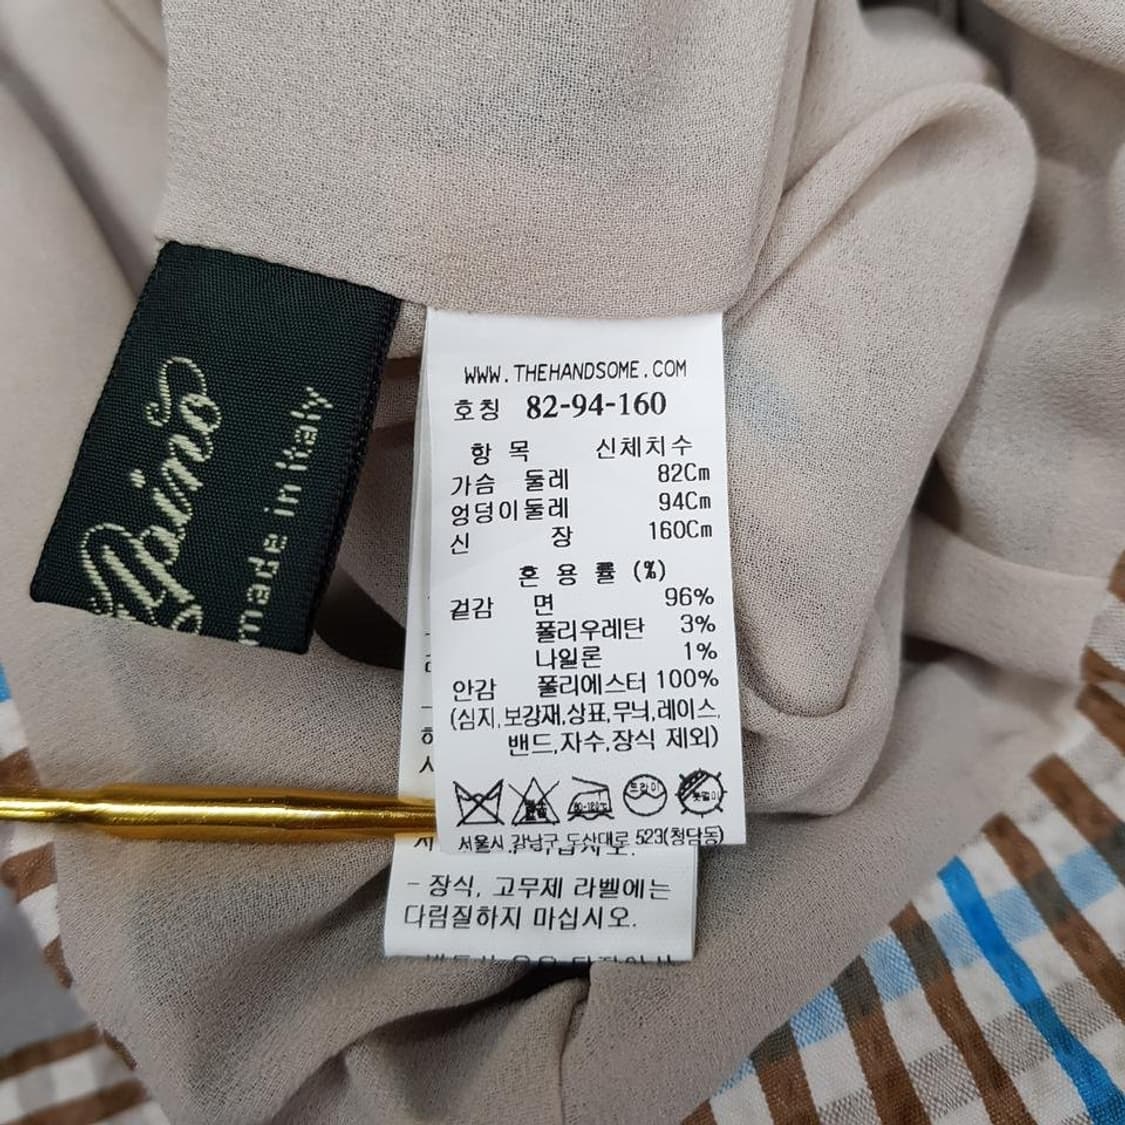 made in italy
WWW.THEHANDSOME.COM
호칭 82-94-160
항 목 신체치수
가슴 둘레 82Cm
엉덩이둘레 94Cm
신 장 160Cm
혼 용 률 (%)
겉감 면 96%
폴리우레탄 3%
나일론 1%
안감 폴리에스터 100%
(심지,보강재,상표,무늬,레이스,
밴드,자수,장식 제외)
드라이
80-120℃
서울시 강남구 도산대로 523(청담동)
- 장식, 고무제 라벨에는
다림질하지 마십시오.